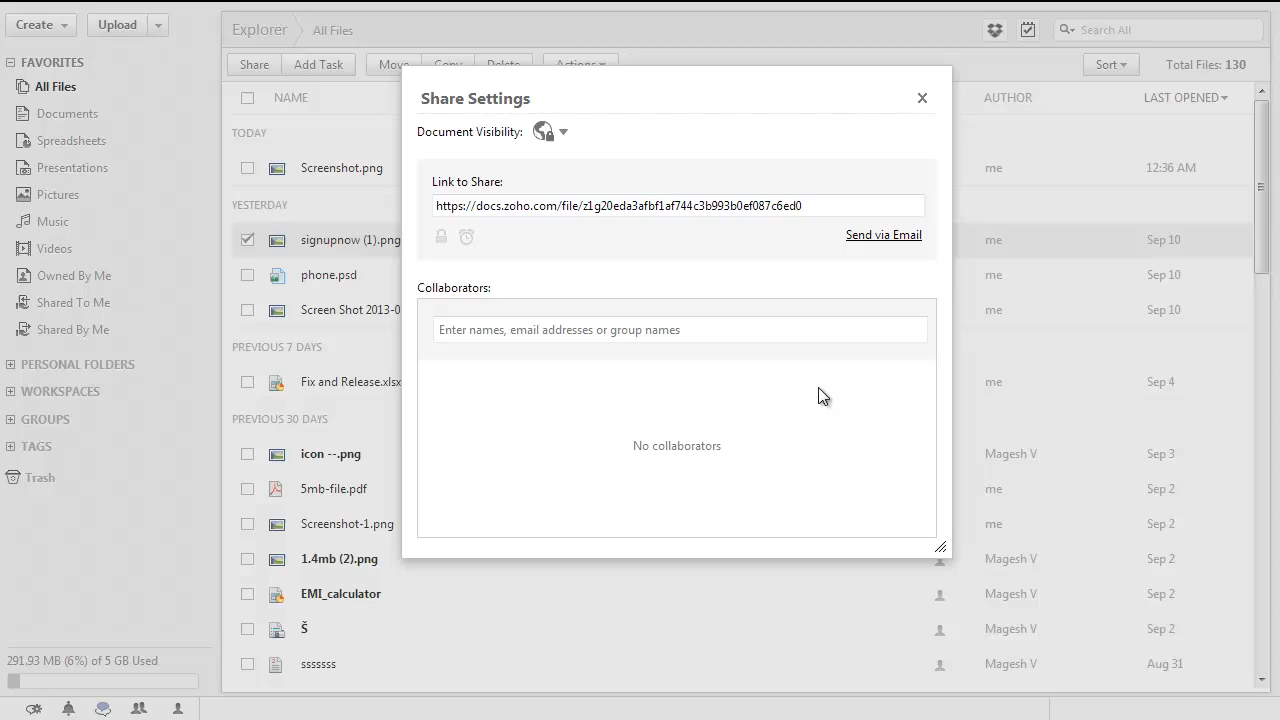 Create
Upload
FAVORITES
All Files
Documents
Spreadsheets
Presentations
Pictures
Music
Videos
Owned By Me
Shared To Me
Shared By Me
PERSONAL FOLDERS
WORKSPACES
GROUPS
TAGS
Trash
291.93 MB (6%) of 5 GB Used
Explorer All Files
Search All
Share Add Task Move Copy Delete Actions Sort Total Files: 130
NAME AUTHOR LAST OPENED
TODAY
Screenshot.png me 12:36 AM
YESTERDAY
signupnow (1).png me Sep 10
phone.psd me Sep 10
Screen Shot 2013-0 me Sep 10
PREVIOUS 7 DAYS
Fix and Release.xlsx me Sep 4
PREVIOUS 30 DAYS
icon --.png Magesh V Sep 3
5mb-file.pdf me Sep 2
Screenshot-1.png me Sep 2
1.4mb (2).png Magesh V Sep 2
EMI_calculator Magesh V Sep 2
Š Magesh V Sep 2
sssssss Magesh V Aug 31
Share Settings
Document Visibility:
Link to Share:
https://docs.zoho.com/file/z1g20eda3afbf1af744c3b993b0ef087c6ed0
Send via Email
Collaborators:
Enter names, email addresses or group names
No collaborators